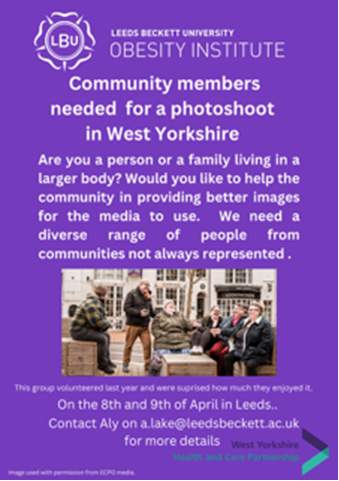 LBU
LEEDS BECKETT UNIVERSITY
OBESITY INSTITUTE
Community members
needed for a photoshoot
in West Yorkshire
Are you a person or a family living in a
larger body? Would you like to help the
community in providing better images
for the media to use. We need a
diverse range of people from
communities not always represented .
This group volunteered last year and were suprised how much they enjoyed it.
On the 8th and 9th of April in Leeds..
Contact Aly on a.lake@leedsbeckett.ac.uk
for more details
West Yorkshire
Health and Care Partnership
Image used with permission from ECPO media.